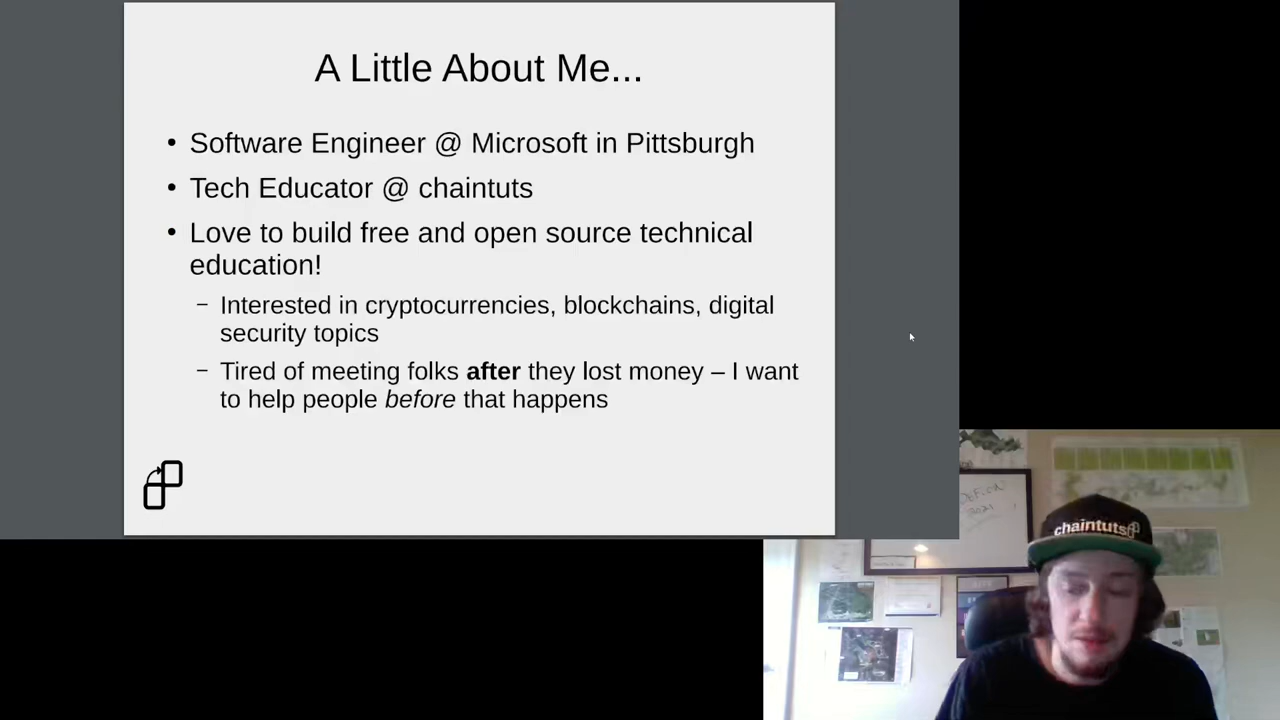 A Little About Me...
• Software Engineer @ Microsoft in Pittsburgh
• Tech Educator @ chaintuts
• Love to build free and open source technical
education!
– Interested in cryptocurrencies, blockchains, digital
security topics
– Tired of meeting folks after they lost money – I want
to help people before that happens
chaintuts